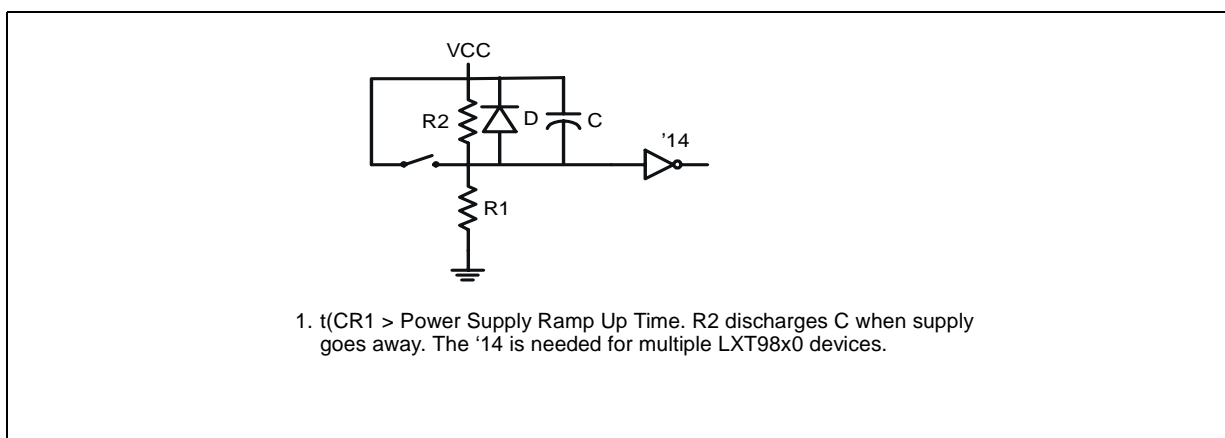 VCC
R2
D
C
'14
R1
1. t(CR1 > Power Supply Ramp Up Time. R2 discharges C when supply
goes away. The ‘14 is needed for multiple LXT98x0 devices.